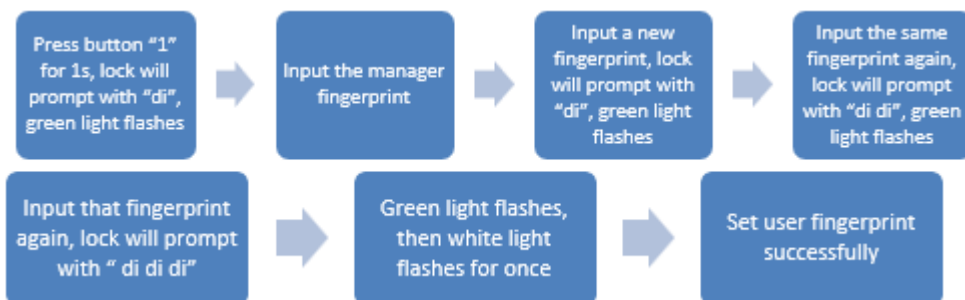 Press button “1”
for 1s, lock will
prompt with “di”,
green light flashes
Input the manager
fingerprint
Input a new
fingerprint, lock
will prompt with
“di”, green light
flashes
Input the same
fingerprint again,
lock will prompt
with “di di”, green
light flashes
Input that fingerprint
again, lock will prompt
with “ di di di”
Green light flashes,
then white light
flashes for once
Set user fingerprint
successfully